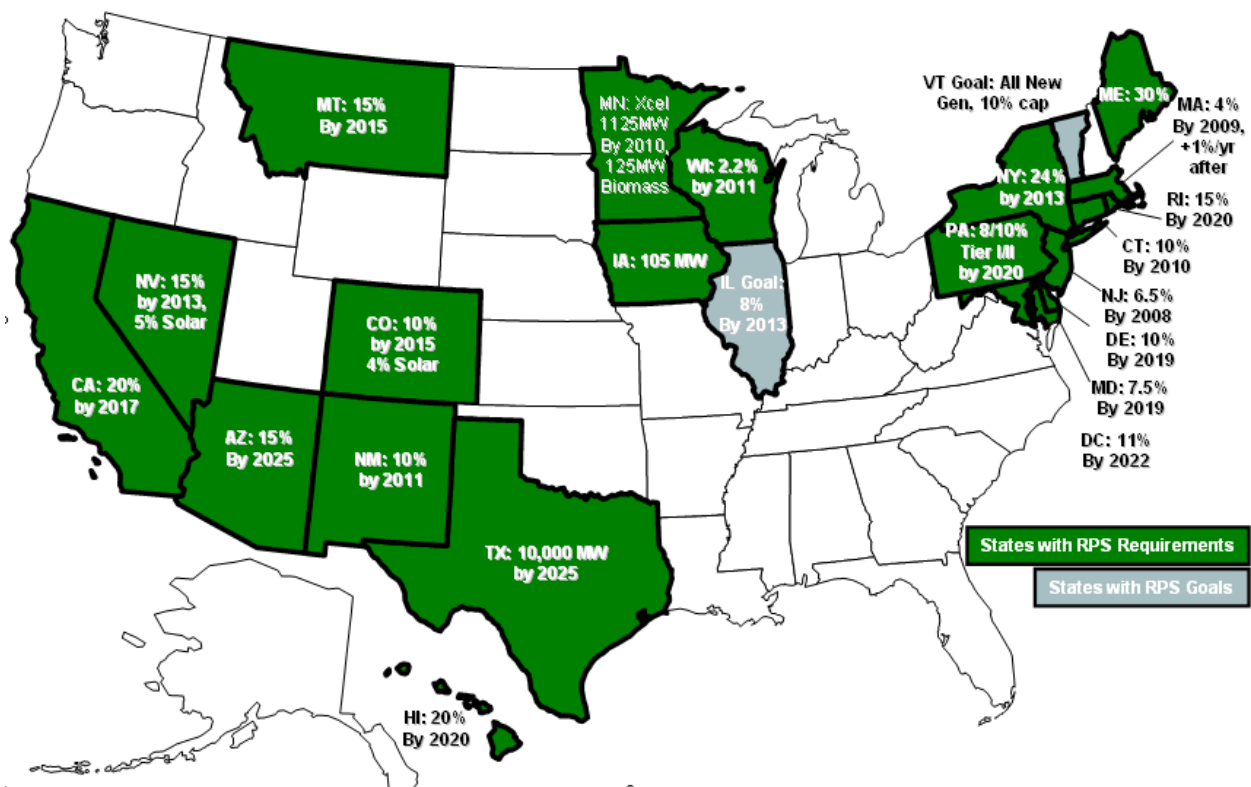 MT: 15%
By 2015
MN: Xcel
1125MW
By 2010,
125MW
Biomass
WI: 2.2%
by 2011
VT Goal: All New
Gen, 10% cap
ME: 30%
MA: 4%
By 2009,
+1%/yr
after
NY: 24%
by 2013
RI: 15%
By 2020
PA: 8/10%
Tier I/II
by 2020
CT: 10%
By 2010
IA: 105 MW
IL Goal:
8%
By 2013
NJ: 6.5%
By 2008
DE: 10%
By 2019
MD: 7.5%
By 2019
DC: 11%
By 2022
NV: 15%
by 2013,
5% Solar
CO: 10%
by 2015
4% Solar
CA: 20%
by 2017
AZ: 15%
By 2025
NM: 10%
by 2011
TX: 10,000 MW
by 2025
HI: 20%
By 2020
States with RPS Requirements
States with RPS Goals